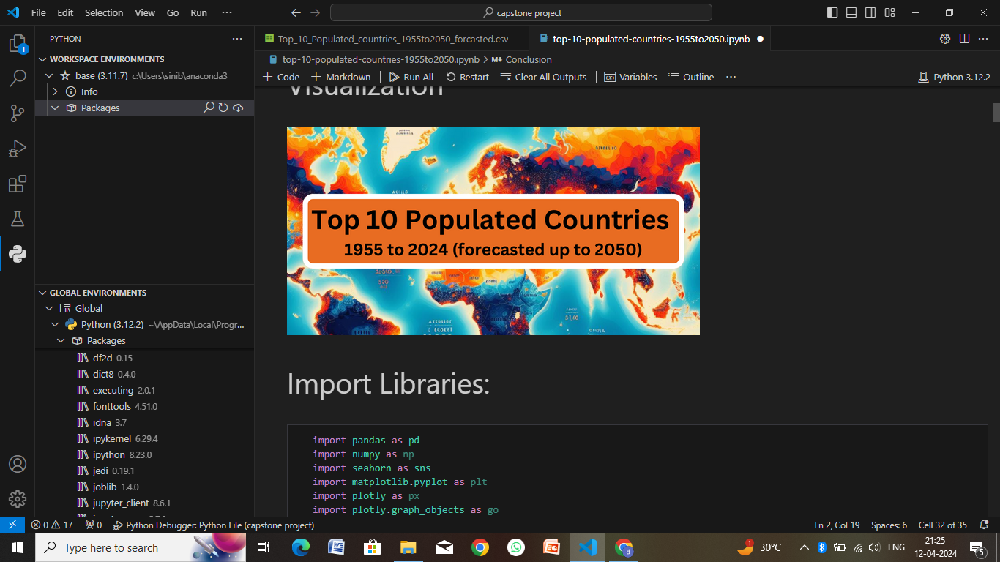 File Edit Selection View Go Run ···
capstone project
PYTHON
WORKSPACE ENVIRONMENTS
base (3.11.7) c:\Users\sinib\anaconda3
Info
Packages
GLOBAL ENVIRONMENTS
Global
Python (3.12.2) ~\AppData\Local\Progr...
Packages
df2d 0.15
dict8 0.4.0
executing 2.0.1
fonttools 4.51.0
idna 3.7
ipykernel 6.29.4
ipython 8.23.0
jedi 0.19.1
joblib 1.4.0
jupyter_client 8.6.1
Top_10_Populated_countries_1955to2050_forcasted.csv
top-10-populated-countries-1955to2050.ipynb
top-10-populated-countries-1955to2050.ipynb > M↓ Conclusion
+ Code + Markdown Run All Restart Clear All Outputs Variables Outline ··· Python 3.12.2
Visualization
Top 10 Populated Countries
1955 to 2024 (forecasted up to 2050)
Import Libraries:
import pandas as pd
import numpy as np
import seaborn as sns
import matplotlib.pyplot as plt
import plotly as px
import plotly.graph_objects as go
0 17 0 Python Debugger: Python File (capstone project)
Ln 2, Col 19 Spaces: 6 Cell 32 of 35
Type here to search
30°C
ENG
21:25
12-04-2024
5